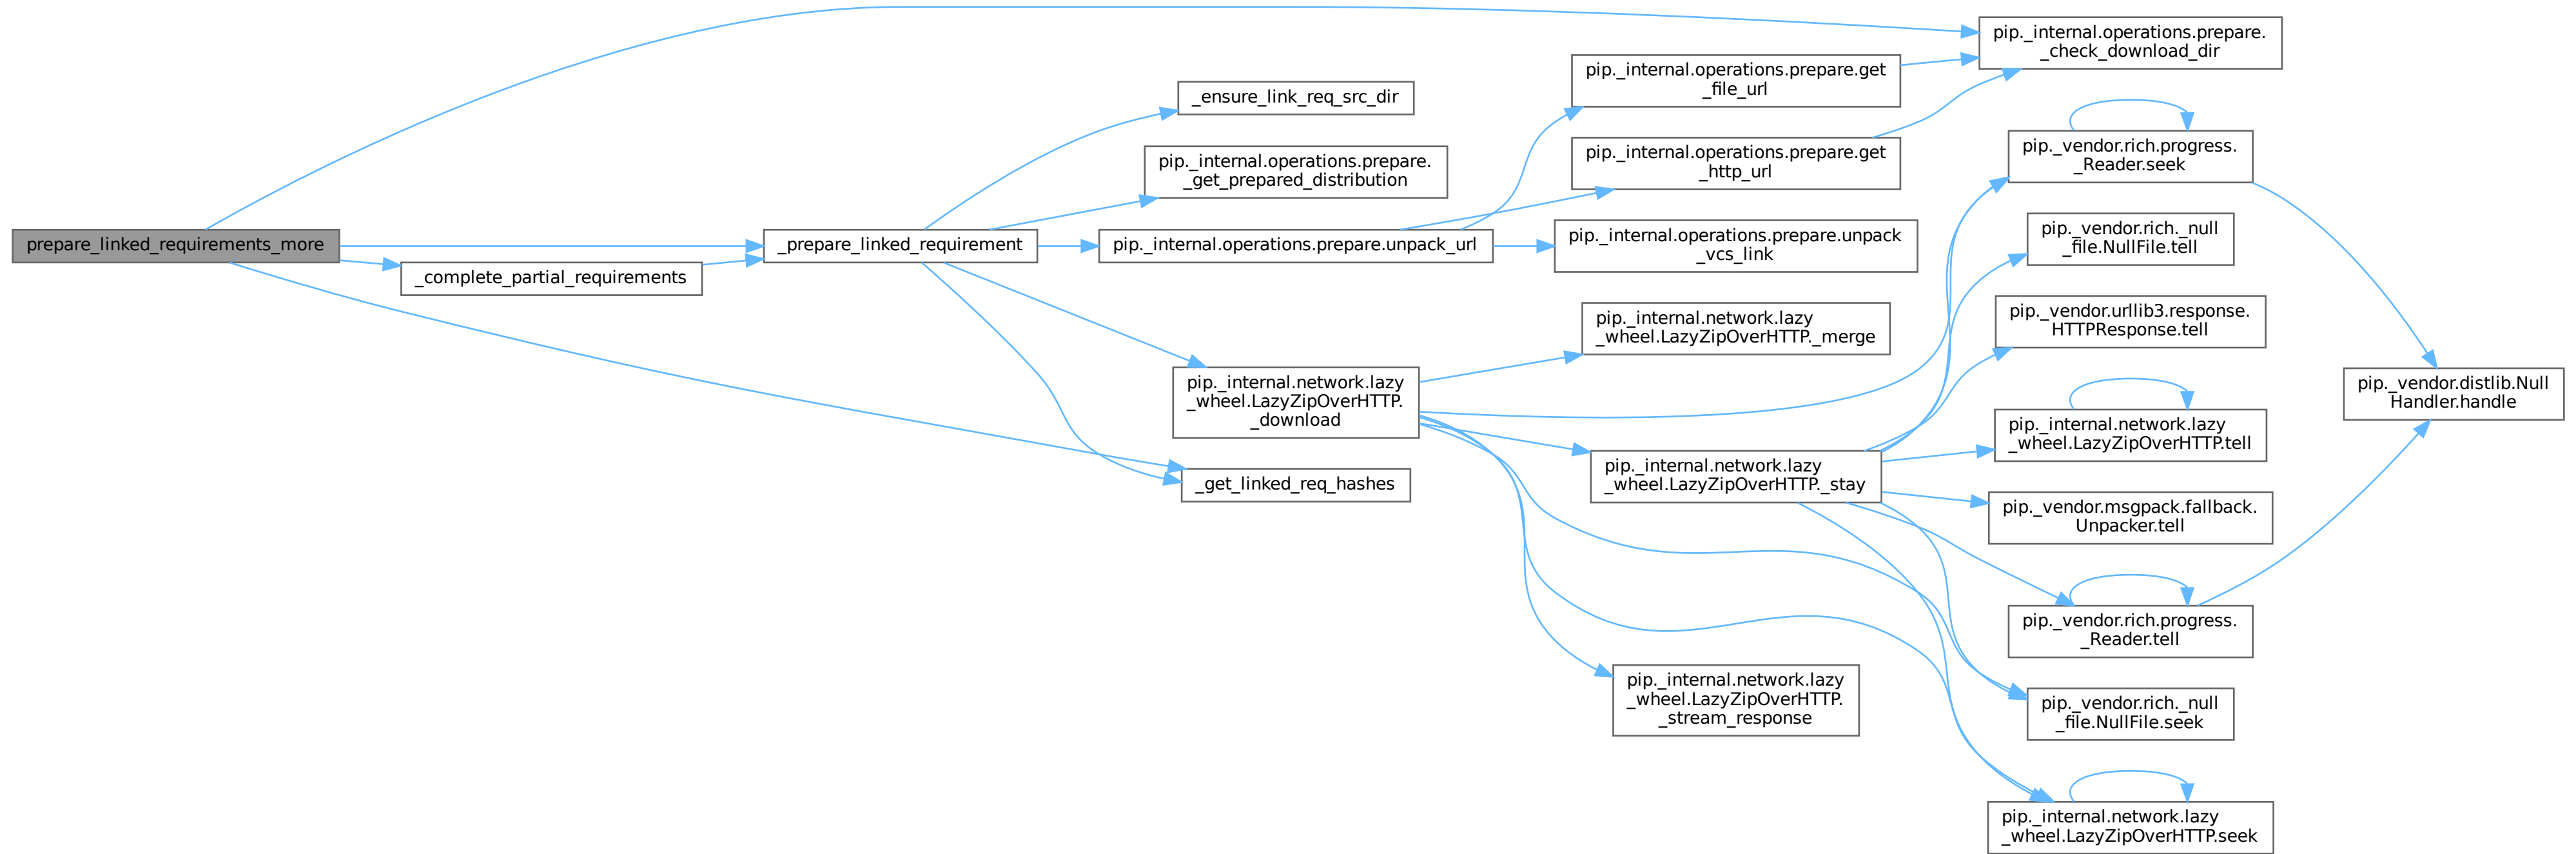 prepare_linked_requirements_more
_complete_partial_requirements
_prepare_linked_requirement
_ensure_link_req_src_dir
pip._internal.operations.prepare.
_get_prepared_distribution
pip._internal.operations.prepare.unpack_url
pip._internal.network.lazy
_wheel.LazyZipOverHTTP.
_download
_get_linked_req_hashes
pip._internal.operations.prepare.get
_file_url
pip._internal.operations.prepare.get
_http_url
pip._internal.operations.prepare.unpack
_vcs_link
pip._internal.network.lazy
_wheel.LazyZipOverHTTP._merge
pip._internal.network.lazy
_wheel.LazyZipOverHTTP._stay
pip._internal.network.lazy
_wheel.LazyZipOverHTTP.
_stream_response
pip._internal.operations.prepare.
_check_download_dir
pip._vendor.rich.progress.
_Reader.seek
pip._vendor.rich._null
_file.NullFile.tell
pip._vendor.urllib3.response.
HTTPResponse.tell
pip._internal.network.lazy
_wheel.LazyZipOverHTTP.tell
pip._vendor.msgpack.fallback.
Unpacker.tell
pip._vendor.rich.progress.
_Reader.tell
pip._vendor.rich._null
_file.NullFile.seek
pip._internal.network.lazy
_wheel.LazyZipOverHTTP.seek
pip._vendor.distlib.Null
Handler.handle